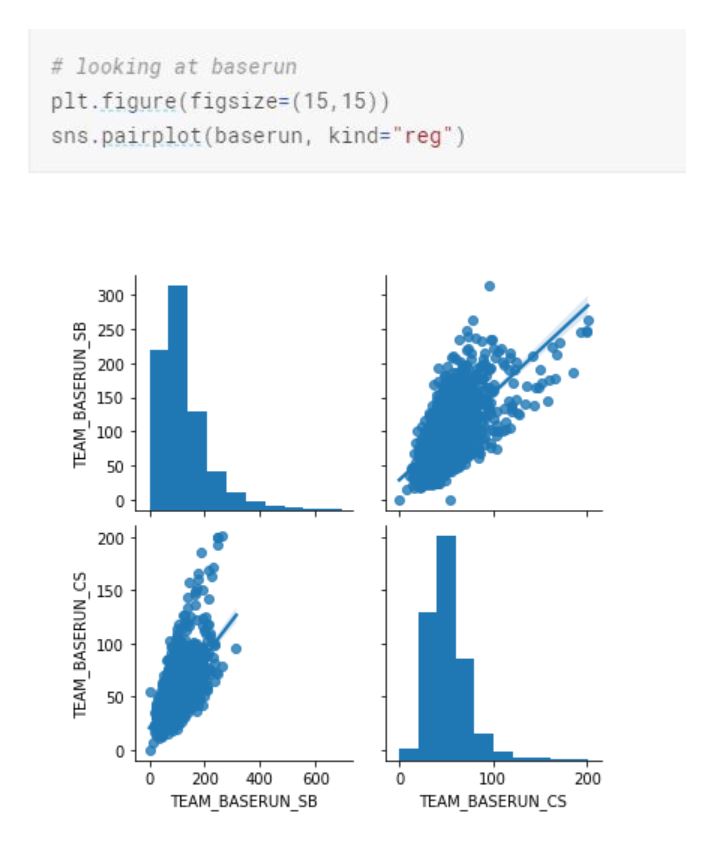 # looking at baserun
plt.figure(figsize=(15,15))
sns.pairplot(baserun, kind="reg")
300
250
200
150
100
50
0
TEAM_BASERUN_SB
200
150
100
50
0
TEAM_BASERUN_CS
0 200 400 600
TEAM_BASERUN_SB
0 100 200
TEAM_BASERUN_CS